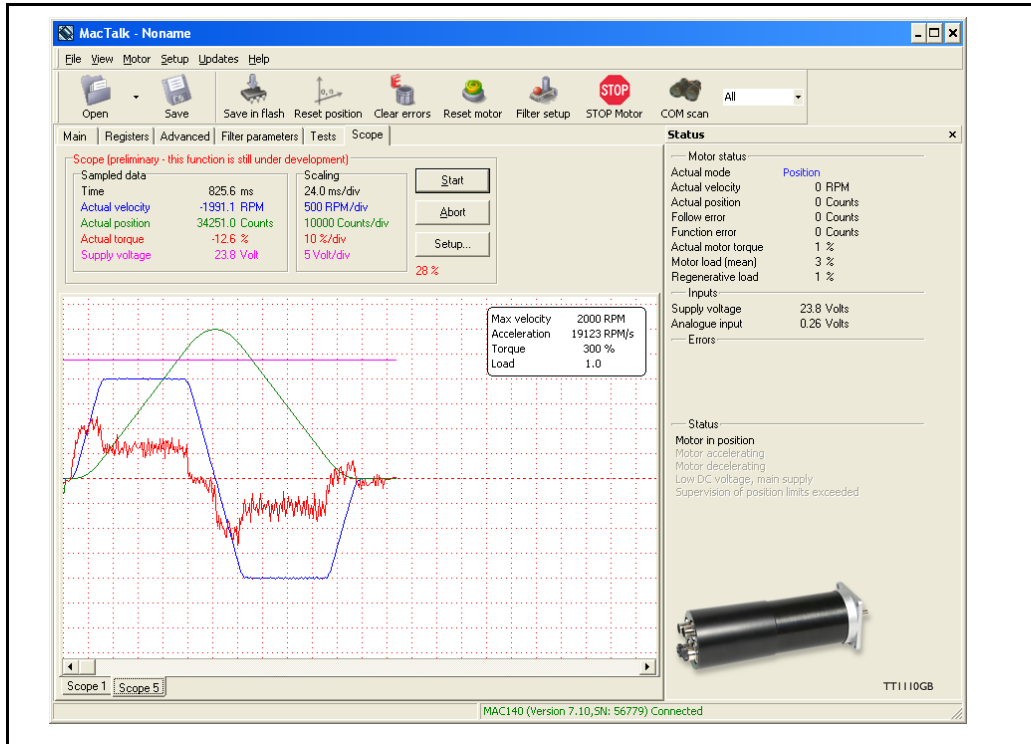 MacTalk - Noname
File View Motor Setup Updates Help
Open Save Save in flash Reset position Clear errors Reset motor Filter setup STOP STOP Motor COM scan All
Main Registers Advanced Filter parameters Tests Scope
Scope (preliminary - this function is still under development)
Sampled data Scaling
Time 825.6 ms 24.0 ms/div
Actual velocity -1991.1 RPM 500 RPM/div
Actual position 34251.0 Counts 10000 Counts/div
Actual torque -12.6 % 10 %/div
Supply voltage 23.8 Volt 5 Volt/div
Start
Abort
Setup...
28 %
Max velocity 2000 RPM
Acceleration 19123 RPM/s
Torque 300 %
Load 1.0
Scope 1 Scope 5
Status x
Motor status
Actual mode Position
Actual velocity 0 RPM
Actual position 0 Counts
Follow error 0 Counts
Function error 0 Counts
Actual motor torque 1 %
Motor load (mean) 3 %
Regenerative load 1 %
Inputs
Supply voltage 23.8 Volts
Analogue input 0.26 Volts
Errors
Status
Motor in position
Motor accelerating
Motor decelerating
Low DC voltage, main supply
Supervision of position limits exceeded
TT1110GB
MAC140 (Version 7.10,SN: 56779) Connected